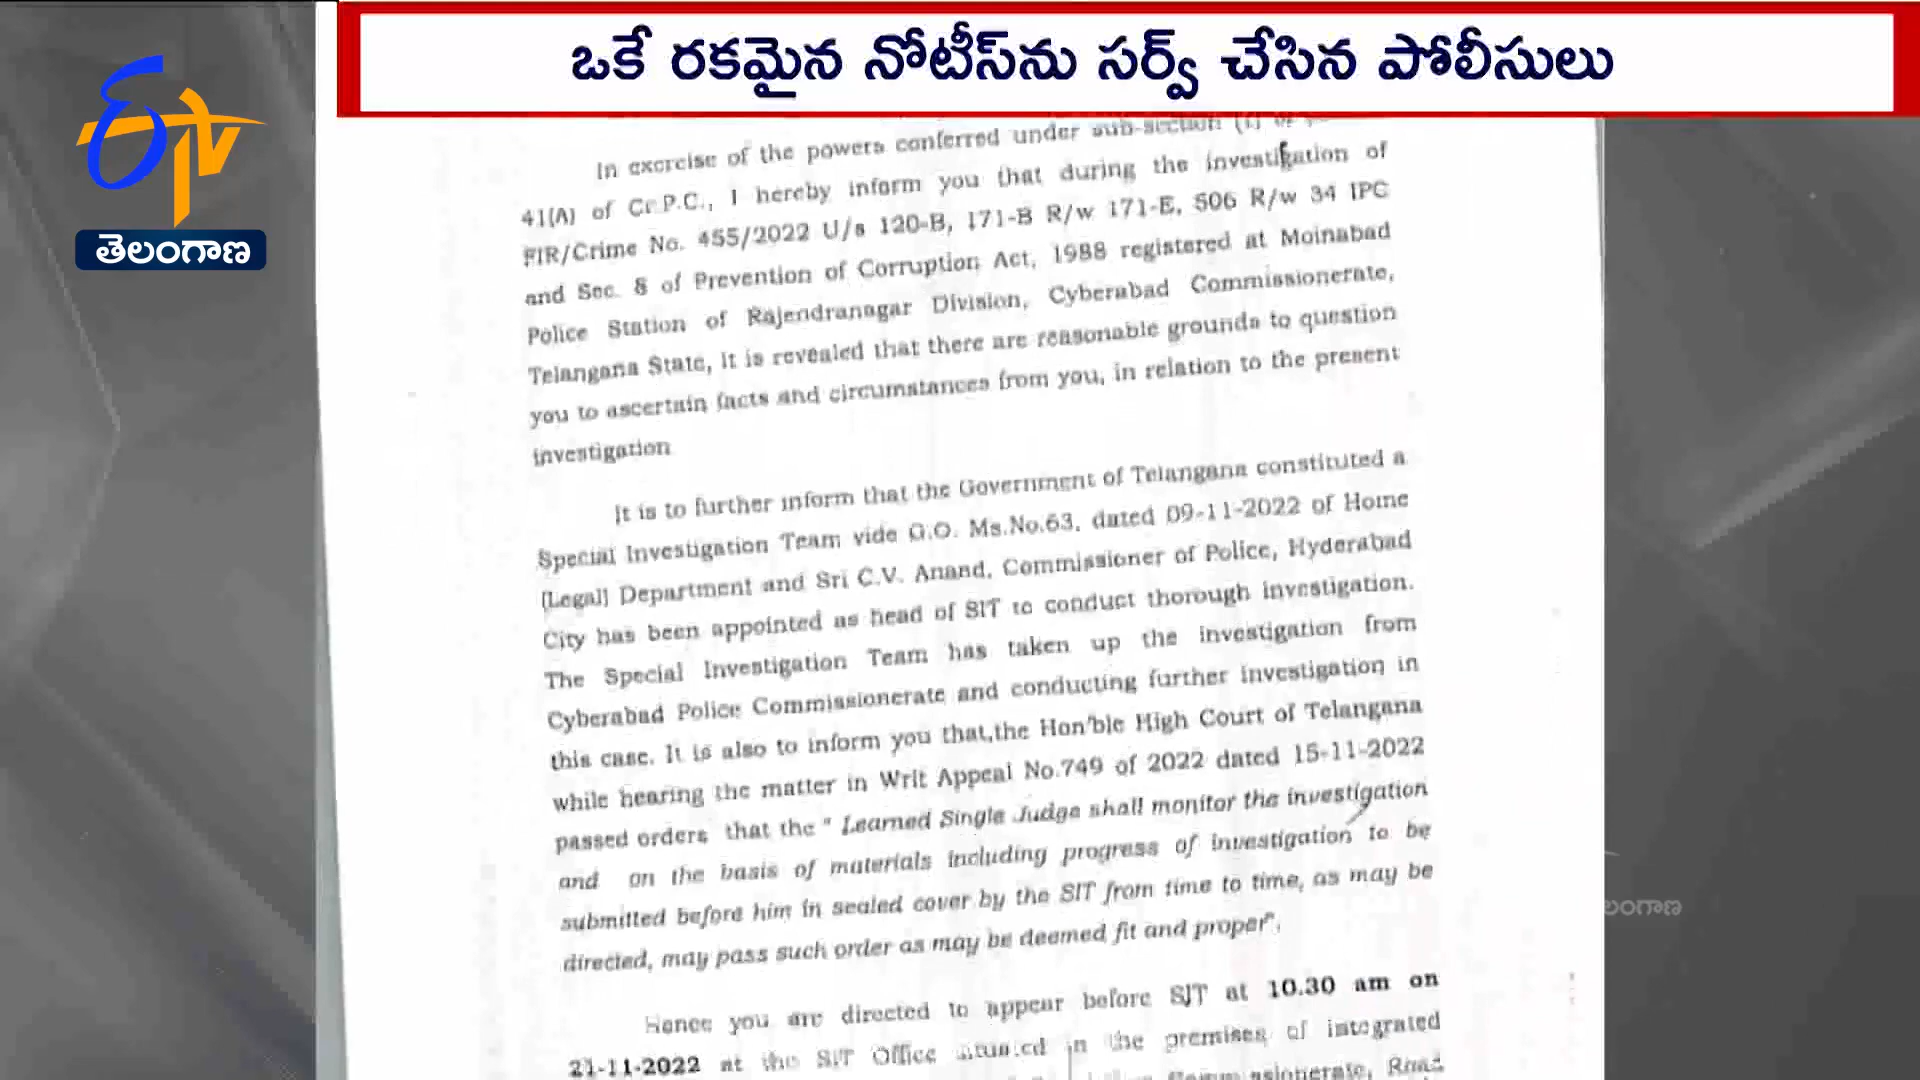 ఒకే రకమైన నోటీస్‌ను సర్వ్ చేసిన పోలీసులు
ETV
తెలంగాణ
In exercise of the powers conferred under sub-section (1) of
41(A) of Cr.P.C., I hereby inform you that during the investigation of
FIR/Crime No. 455/2022 U/s 120-B, 171-B R/w 171-E, 506 R/w 34 IPC
and Sec. 8 of Prevention of Corruption Act, 1988 registered at Moinabad
Police Station of Rajendranagar Division, Cyberabad Commissionerate,
Telangana State, it is revealed that there are reasonable grounds to question
you to ascertain facts and circumstances from you, in relation to the present
investigation
It is to further inform that the Government of Telangana constituted a
Special Investigation Team vide G.O. Ms.No.63, dated 09-11-2022 of Home
(Legal) Department and Sri C.V. Anand, Commissioner of Police, Hyderabad
City has been appointed as head of SIT to conduct thorough investigation.
The Special Investigation Team has taken up the investigation from
Cyberabad Police Commissionerate and conducting further investigation in
this case. It is also to inform you that,the Hon'ble High Court of Telangana
while hearing the matter in Writ Appeal No.749 of 2022 dated 15-11-2022
passed orders that the " Learned Single Judge shall monitor the investigation
and on the basis of materials including progress of investigation to be
submitted before him in sealed cover by the SIT from time to time, as may be
directed, may pass such order as may be deemed fit and proper".
Hence you are directed to appear before SIT at 10.30 am on
21-11-2022 at the SIT Office situated in the premises of integrated
Commissionerate, Road
లంగాణ